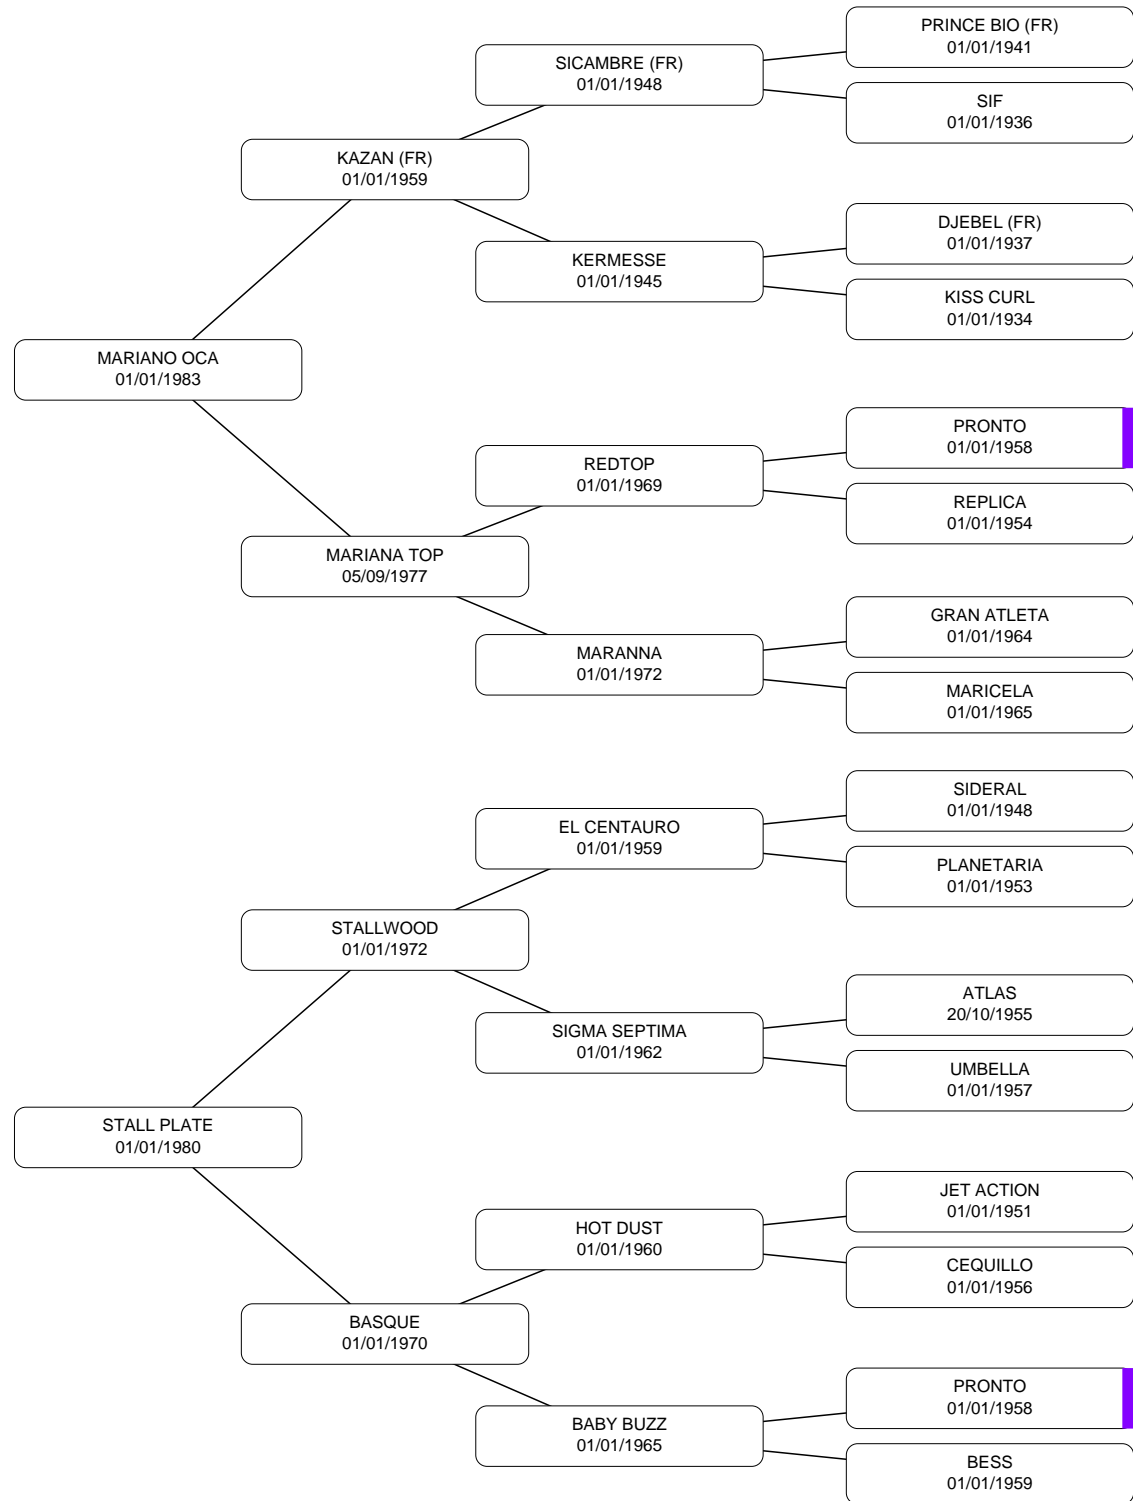 PRINCE BIO (FR)
01/01/1941
SICAMBRE (FR)
01/01/1948
SIF
01/01/1936
KAZAN (FR)
01/01/1959
DJEBEL (FR)
01/01/1937
KERMESSE
01/01/1945
KISS CURL
01/01/1934
MARIANO OCA
01/01/1983
PRONTO
01/01/1958
REDTOP
01/01/1969
REPLICA
01/01/1954
MARIANA TOP
05/09/1977
GRAN ATLETA
01/01/1964
MARANNA
01/01/1972
MARICELA
01/01/1965
SIDERAL
01/01/1948
EL CENTAURO
01/01/1959
PLANETARIA
01/01/1953
STALLWOOD
01/01/1972
ATLAS
20/10/1955
SIGMA SEPTIMA
01/01/1962
UMBELLA
01/01/1957
STALL PLATE
01/01/1980
JET ACTION
01/01/1951
HOT DUST
01/01/1960
CEQUILLO
01/01/1956
BASQUE
01/01/1970
PRONTO
01/01/1958
BABY BUZZ
01/01/1965
BESS
01/01/1959